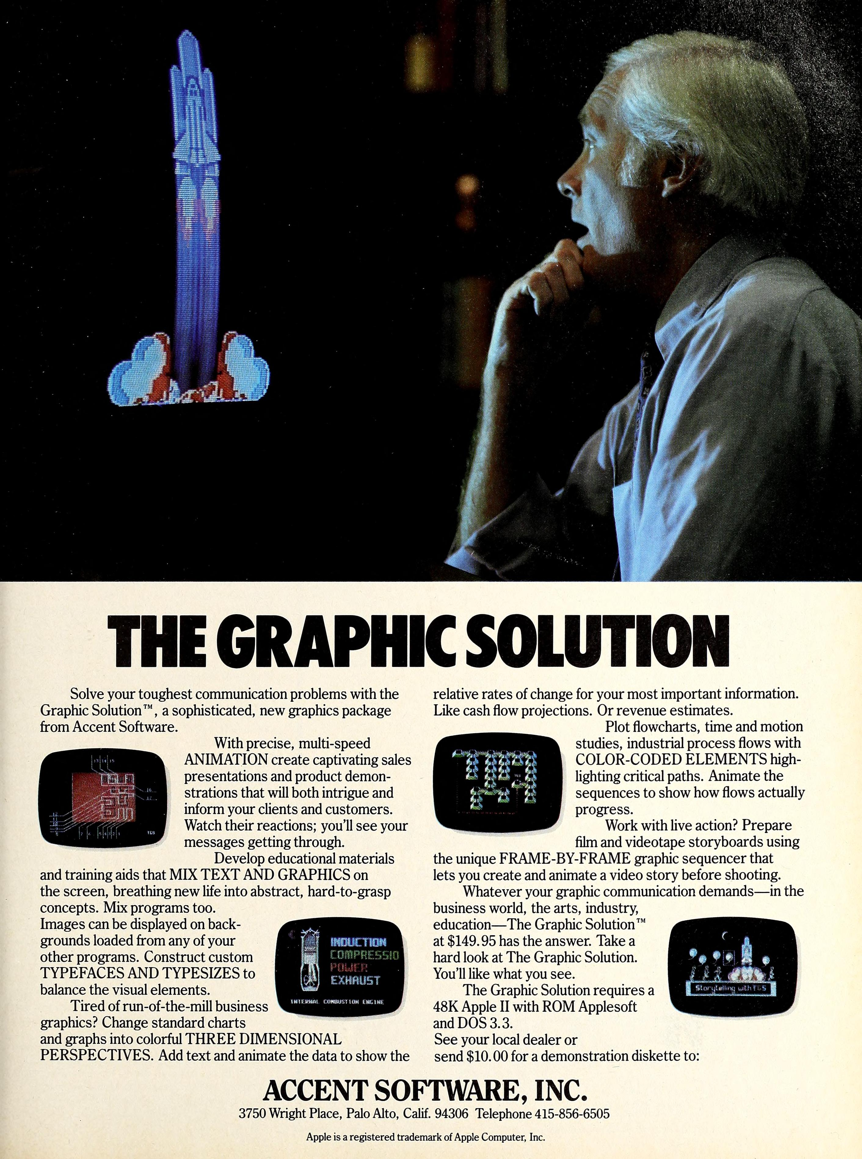 THE GRAPHIC SOLUTION
Solve your toughest communication problems with the
Graphic Solution™, a sophisticated, new graphics package
from Accent Software.
With precise, multi-speed
ANIMATION create captivating sales
presentations and product demon-
strations that will both intrigue and
inform your clients and customers.
Watch their reactions; you'll see your
messages getting through.
Develop educational materials
and training aids that MIX TEXT AND GRAPHICS on
the screen, breathing new life into abstract, hard-to-grasp
concepts. Mix programs too.
Images can be displayed on back-
grounds loaded from any of your
other programs. Construct custom
TYPEFACES AND TYPESIZES to
balance the visual elements.
INDUCTION
COMPRESSIO
POWER
EXHAUST
INTERNAL COMBUSTION ENGINE
Tired of run-of-the-mill business
graphics? Change standard charts
and graphs into colorful THREE DIMENSIONAL
PERSPECTIVES. Add text and animate the data to show the
relative rates of change for your most important information.
Like cash flow projections. Or revenue estimates.
Plot flowcharts, time and motion
studies, industrial process flows with
COLOR-CODED ELEMENTS high-
lighting critical paths. Animate the
sequences to show how flows actually
progress.
Work with live action? Prepare
film and videotape storyboards using
the unique FRAME-BY-FRAME graphic sequencer that
lets you create and animate a video story before shooting.
Whatever your graphic communication demands—in the
business world, the arts, industry,
education—The Graphic Solution™
at $149.95 has the answer. Take a
hard look at The Graphic Solution.
You'll like what you see.
Storytelling with TGS
The Graphic Solution requires a
48K Apple II with ROM Applesoft
and DOS 3.3.
See your local dealer or
send $10.00 for a demonstration diskette to:
ACCENT SOFTWARE, INC.
3750 Wright Place, Palo Alto, Calif. 94306 Telephone 415-856-6505
Apple is a registered trademark of Apple Computer, Inc.